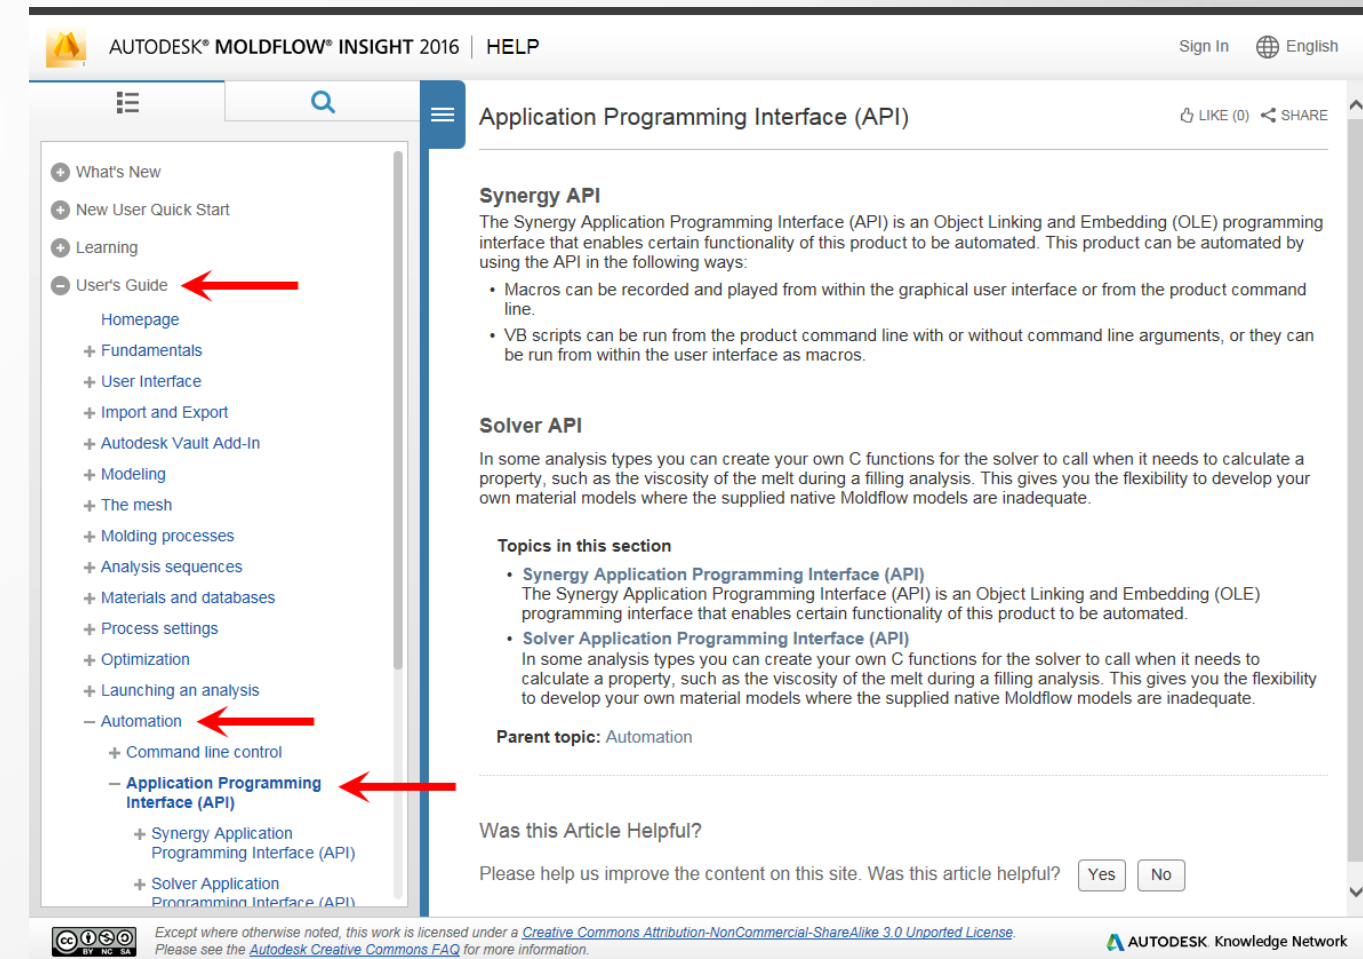 AUTODESK® MOLDFLOW® INSIGHT 2016 | HELP
Sign In
English
What's New
New User Quick Start
Learning
User's Guide
Homepage
Fundamentals
User Interface
Import and Export
Autodesk Vault Add-In
Modeling
The mesh
Molding processes
Analysis sequences
Materials and databases
Process settings
Optimization
Launching an analysis
Automation
Command line control
Application Programming
Interface (API)
Synergy Application
Programming Interface (API)
Solver Application
Programming Interface (API)
Application Programming Interface (API)
LIKE (0)
SHARE
Synergy API
The Synergy Application Programming Interface (API) is an Object Linking and Embedding (OLE) programming
interface that enables certain functionality of this product to be automated. This product can be automated by
using the API in the following ways:
• Macros can be recorded and played from within the graphical user interface or from the product command
line.
• VB scripts can be run from the product command line with or without command line arguments, or they can
be run from within the user interface as macros.
Solver API
In some analysis types you can create your own C functions for the solver to call when it needs to calculate a
property, such as the viscosity of the melt during a filling analysis. This gives you the flexibility to develop your
own material models where the supplied native Moldflow models are inadequate.
Topics in this section
• Synergy Application Programming Interface (API)
The Synergy Application Programming Interface (API) is an Object Linking and Embedding (OLE)
programming interface that enables certain functionality of this product to be automated.
• Solver Application Programming Interface (API)
In some analysis types you can create your own C functions for the solver to call when it needs to
calculate a property, such as the viscosity of the melt during a filling analysis. This gives you the flexibility
to develop your own material models where the supplied native Moldflow models are inadequate.
Parent topic: Automation
Was this Article Helpful?
Please help us improve the content on this site. Was this article helpful? Yes No
cc BY NC SA
Except where otherwise noted, this work is licensed under a Creative Commons Attribution-NonCommercial-ShareAlike 3.0 Unported License.
Please see the Autodesk Creative Commons FAQ for more information.
AUTODESK. Knowledge Network